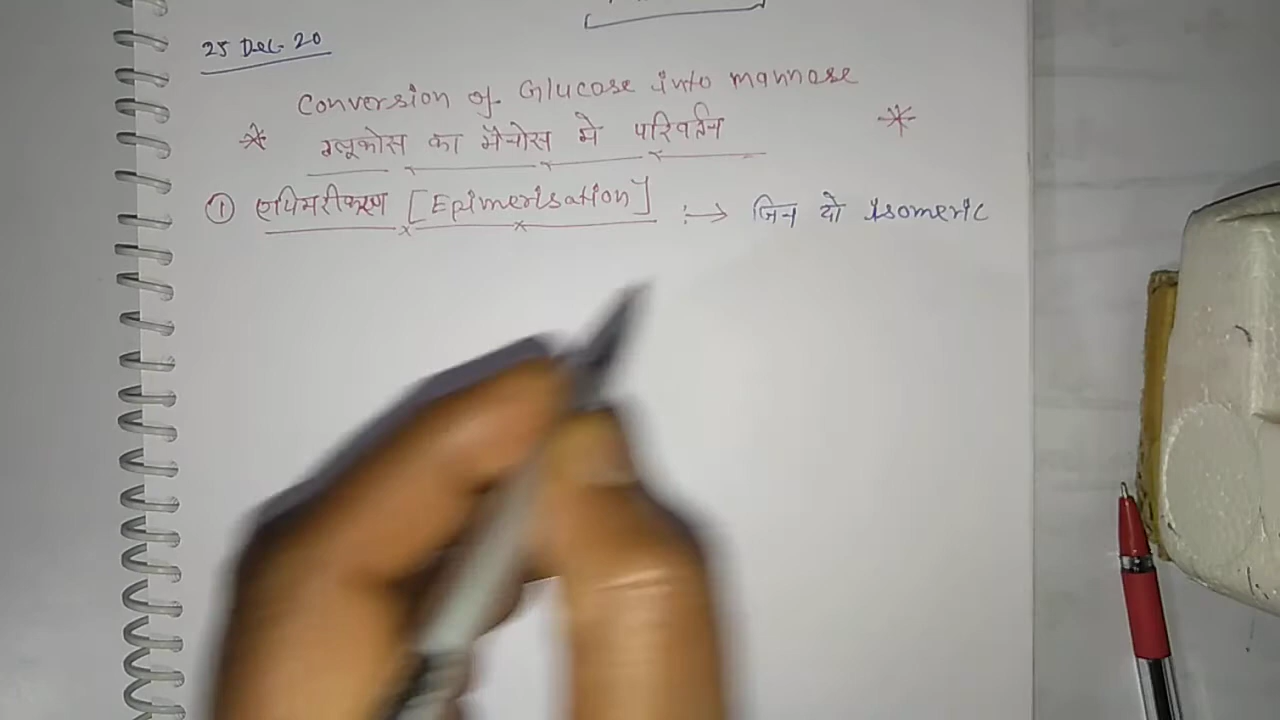 25 Dec- 20
Conversion of Glucose into mannose
* ग्लूकोस का मैनोस मे परिवर्तन *
① एपिमरीकरण [Epimerisation] :→ जिन दो isomeric